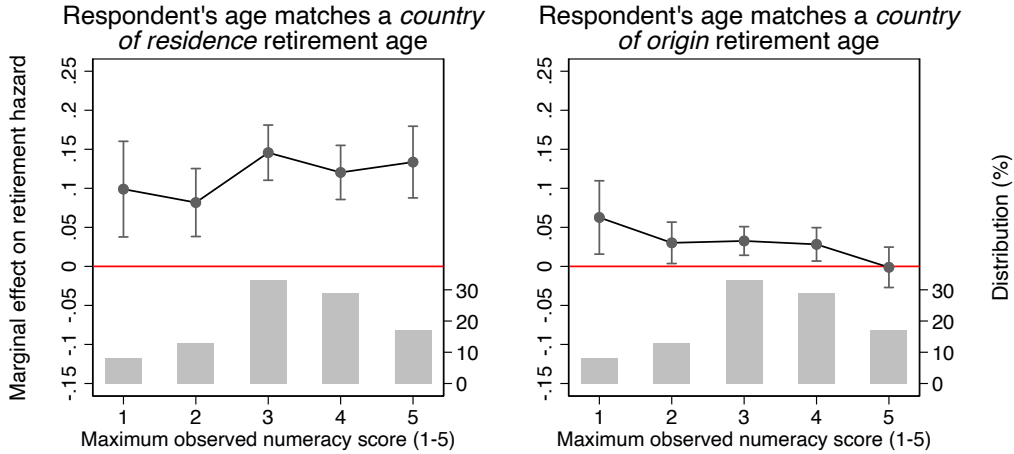 Respondent's age matches a country
of residence retirement age
Marginal effect on retirement hazard
.25
.2
.15
.1
.05
0
-.05
-.1
-.15
30
20
10
0
1 2 3 4 5
Maximum observed numeracy score (1-5)
Respondent's age matches a country
of origin retirement age
.25
.2
.15
.1
.05
0
-.05
-.1
-.15
30
20
10
0
Distribution (%)
1 2 3 4 5
Maximum observed numeracy score (1-5)